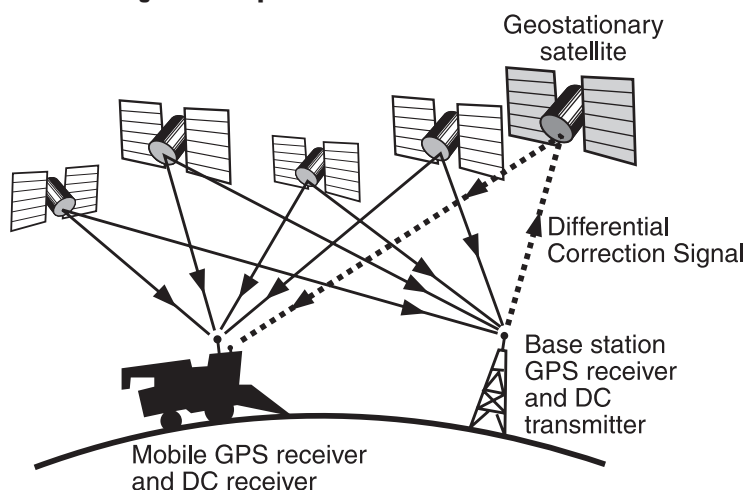 Geostationary
satellite
Differential
Correction Signal
Base station
GPS receiver
and DC
transmitter
Mobile GPS receiver
and DC receiver